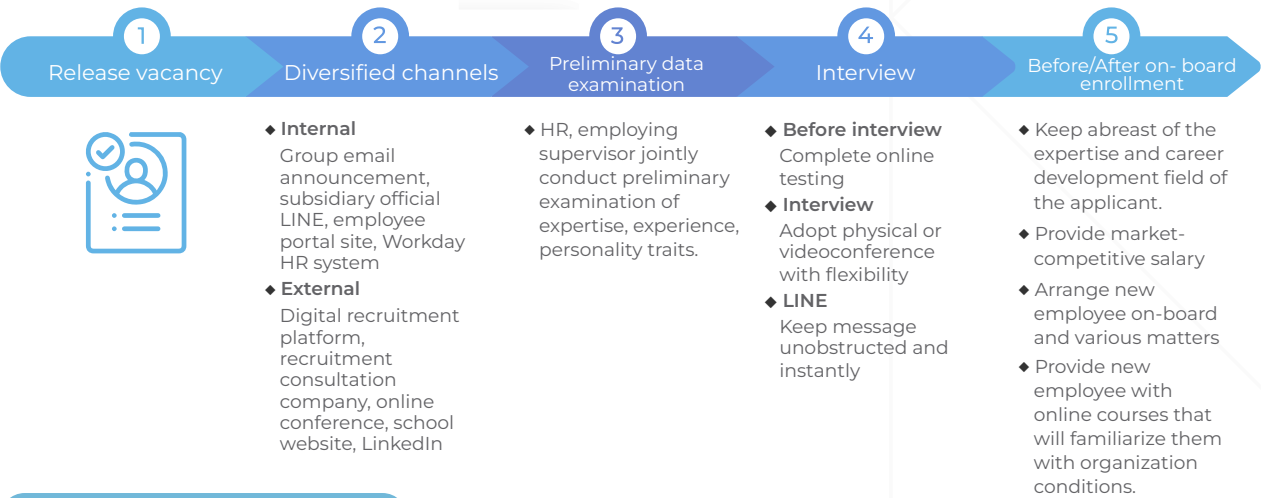 1
Release vacancy
2
Diversified channels
3
Preliminary data
examination
4
Interview
5
Before/After on- board
enrollment
◆ Internal
Group email
announcement,
subsidiary official
LINE, employee
portal site, Workday
HR system
◆ External
Digital recruitment
platform,
recruitment
consultation
company, online
conference, school
website, LinkedIn
◆ HR, employing
supervisor jointly
conduct preliminary
examination of
expertise, experience,
personality traits.
◆ Before interview
Complete online
testing
◆ Interview
Adopt physical or
videoconference
with flexibility
◆ LINE
Keep message
unobstructed and
instantly
◆ Keep abreast of the
expertise and career
development field of
the applicant.
◆ Provide market-
competitive salary
◆ Arrange new
employee on-board
and various matters
◆ Provide new
employee with
online courses that
will familiarize them
with organization
conditions.